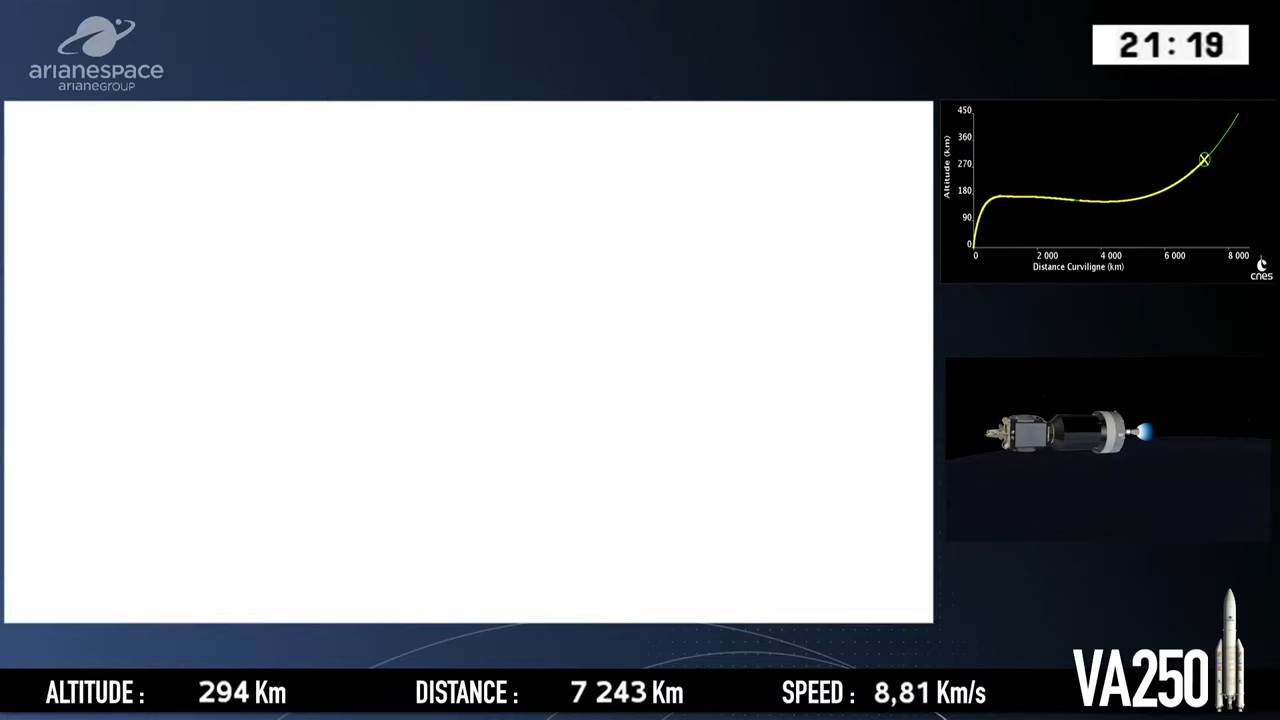 arianespace
arianeGROUP
21:19
450
360
270
180
90
0
Altitude (km)
0 2 000 4 000 6 000 8 000
Distance Curviligne (km)
cnes
VA250
ALTITUDE : 294 Km DISTANCE : 7 243 Km SPEED : 8,81 Km/s